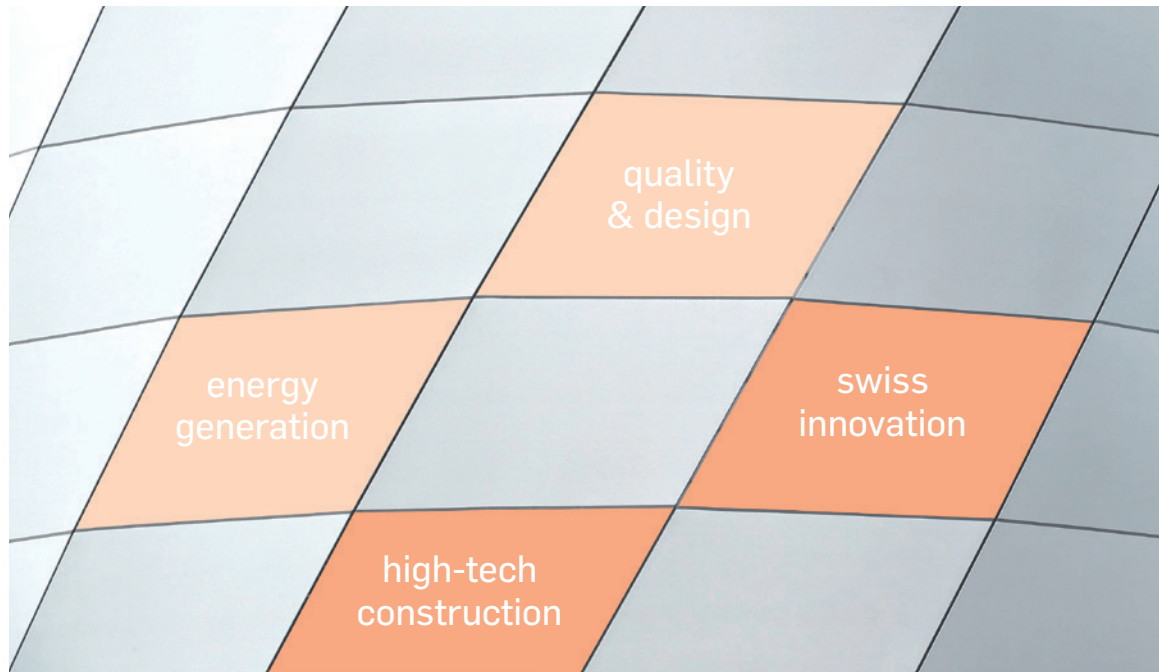 quality
& design
energy
generation
swiss
innovation
high-tech
construction